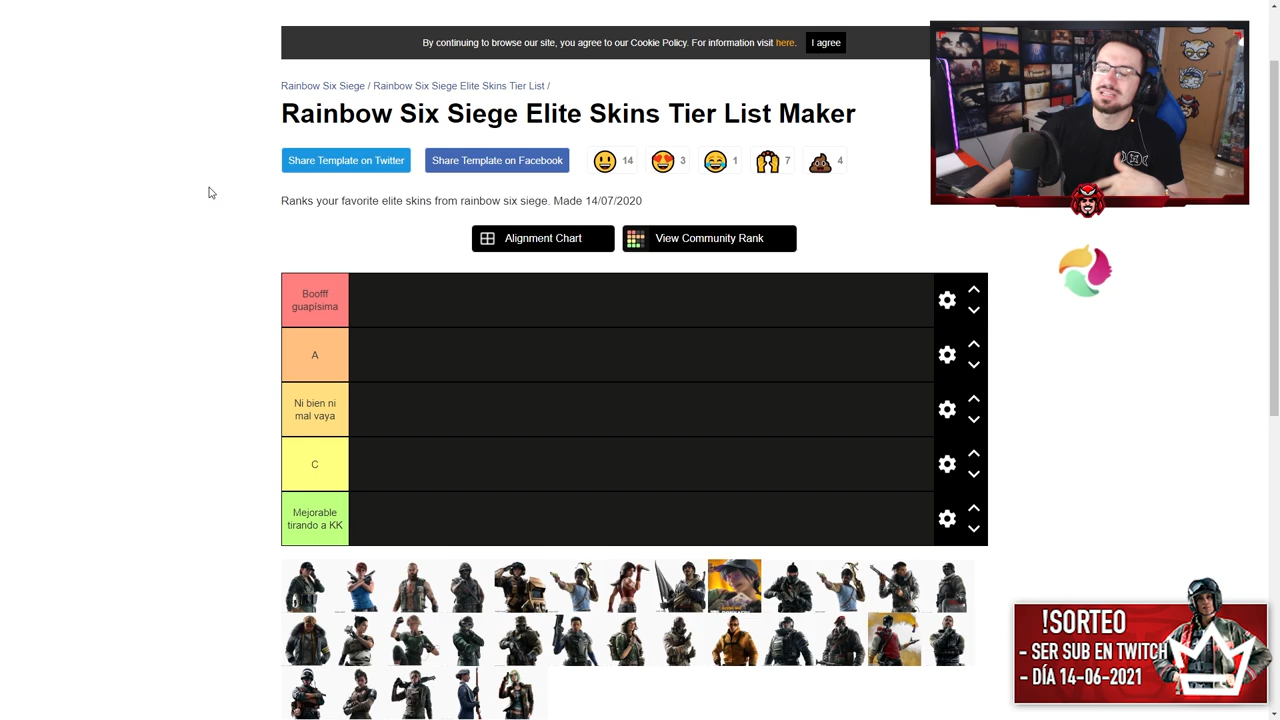 By continuing to browse our site, you agree to our Cookie Policy. For information visit here. I agree
Rainbow Six Siege / Rainbow Six Siege Elite Skins Tier List /
Rainbow Six Siege Elite Skins Tier List Maker
Share Template on Twitter
Share Template on Facebook
14
3
1
7
4
Ranks your favorite elite skins from rainbow six siege. Made 14/07/2020
Alignment Chart
View Community Rank
Boofff
guapísima
A
Ni bien ni
mal vaya
C
Mejorable
tirando a KK
!SORTEO
- SER SUB EN TWITCH
- DÍA 14-06-2021